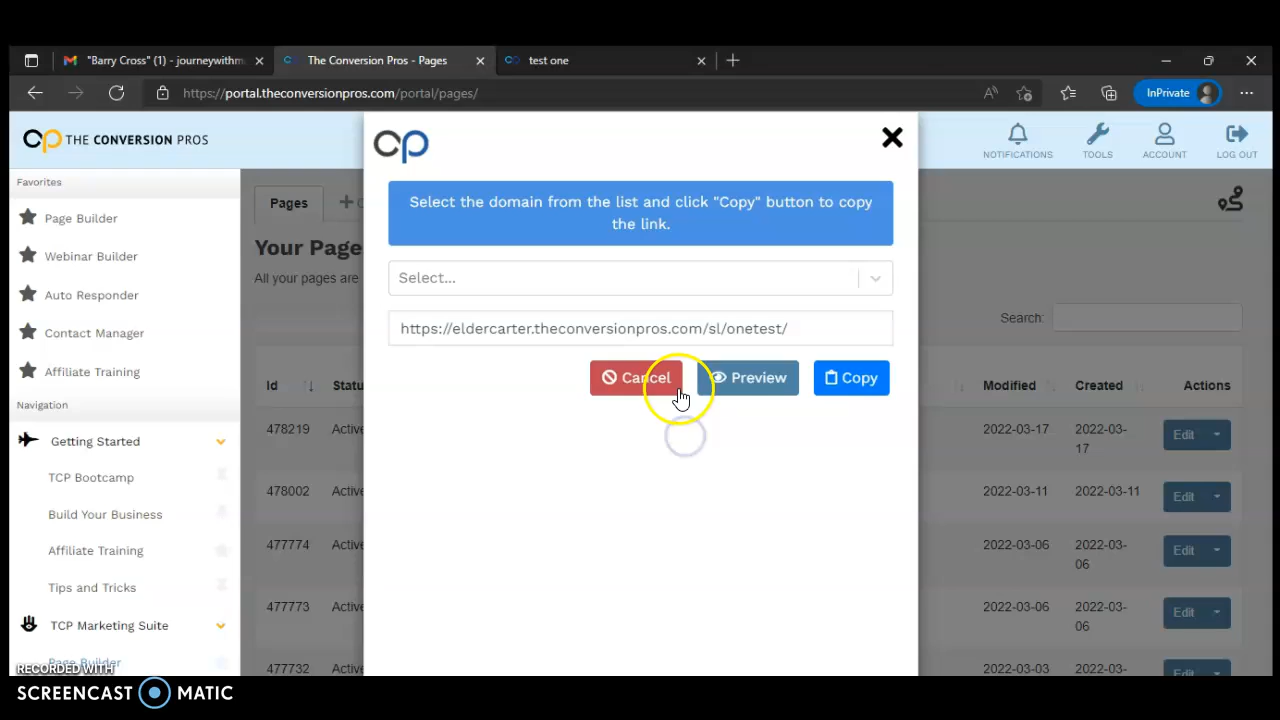 "Barry Cross" (1) - journeywithm
The Conversion Pros - Pages
test one
https://portal.theconversionpros.com/portal/pages/
InPrivate
cp THE CONVERSION PROS
NOTIFICATIONS
TOOLS
ACCOUNT
LOG OUT
cp
Favorites
Page Builder
Webinar Builder
Auto Responder
Contact Manager
Affiliate Training
Navigation
Getting Started
TCP Bootcamp
Build Your Business
Affiliate Training
Tips and Tricks
TCP Marketing Suite
Page Builder
Pages
Your Page
All your pages are
Select the domain from the list and click "Copy" button to copy
the link.
Select...
https://eldercarter.theconversionpros.com/sl/onetest/
Cancel
Preview
Copy
Search:
Id Statu Modified Created Actions
478219 Active 2022-03-17 2022-03-
17 Edit
478002 Active 2022-03-11 2022-03-11 Edit
477774 Active 2022-03-06 2022-03-
06 Edit
477773 Active 2022-03-06 2022-03-
06 Edit
477732 Active 2022-03-03 2022-03 Edit
RECORDED WITH
SCREENCAST MATIC